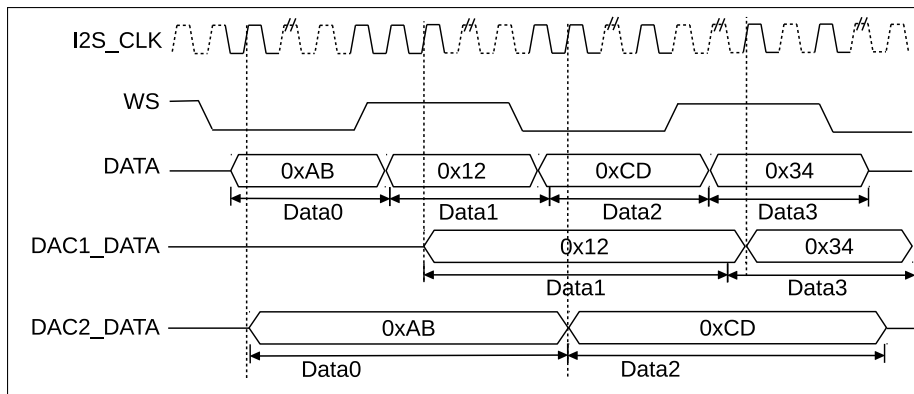 I2S_CLK
WS
DATA 0xAB 0x12 0xCD 0x34
Data0 Data1 Data2 Data3
DAC1_DATA 0x12 0x34
Data1 Data3
DAC2_DATA 0xAB 0xCD
Data0 Data2